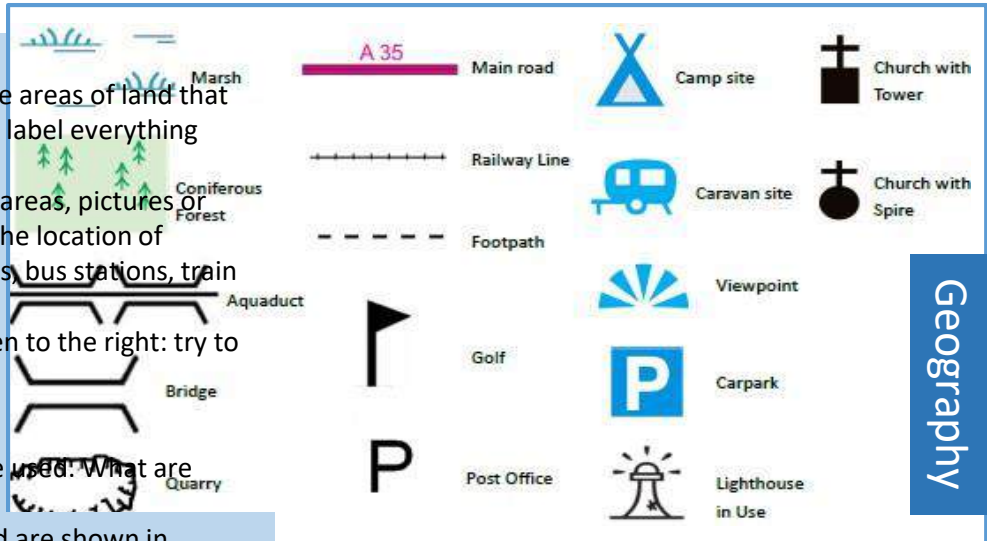 e areas of land that
label everything
areas, pictures or
he location of
s, bus stations, train
en to the right: try to
e used. What are
d are shown in
Marsh
Coniferous
Forest
Aquaduct
Bridge
Quarry
A 35
Main road
Railway Line
Footpath
Golf
P
Post Office
Camp site
Caravan site
Viewpoint
P
Carpark
Lighthouse
in Use
Church with
Tower
Church with
Spire
Geography